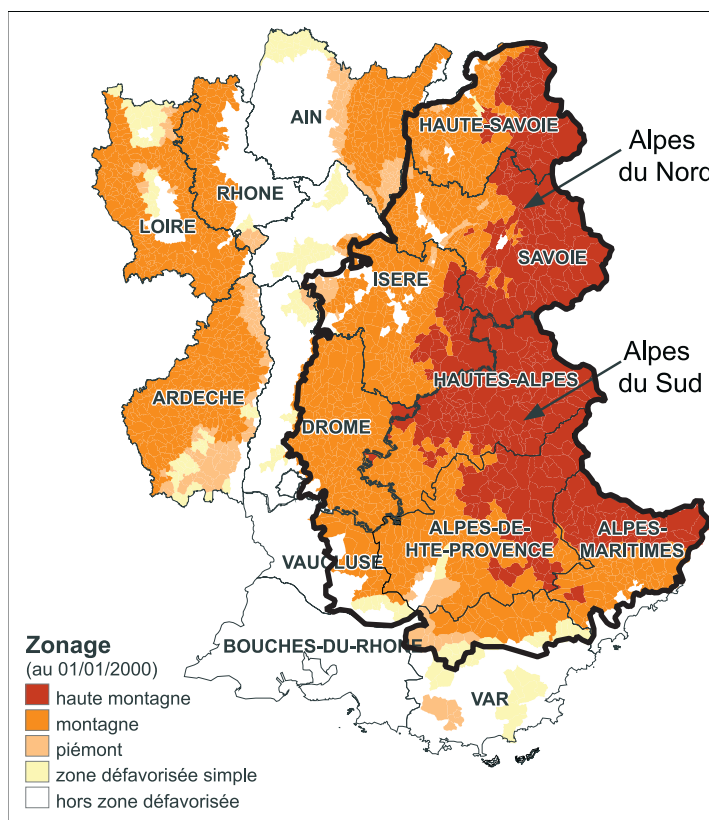 AIN
HAUTE-SAVOIE
Alpes
du Nord
RHONE
LOIRE
SAVOIE
ISERE
Alpes
du Sud
HAUTES-ALPES
ARDECHE
DROME
ALPES-DE-
HTE-PROVENCE
ALPES-
MARITIMES
VAUCLUSE
BOUCHES-DU-RHONE
VAR
Zonage
(au 01/01/2000)
haute montagne
montagne
piémont
zone défavorisée simple
hors zone défavorisée